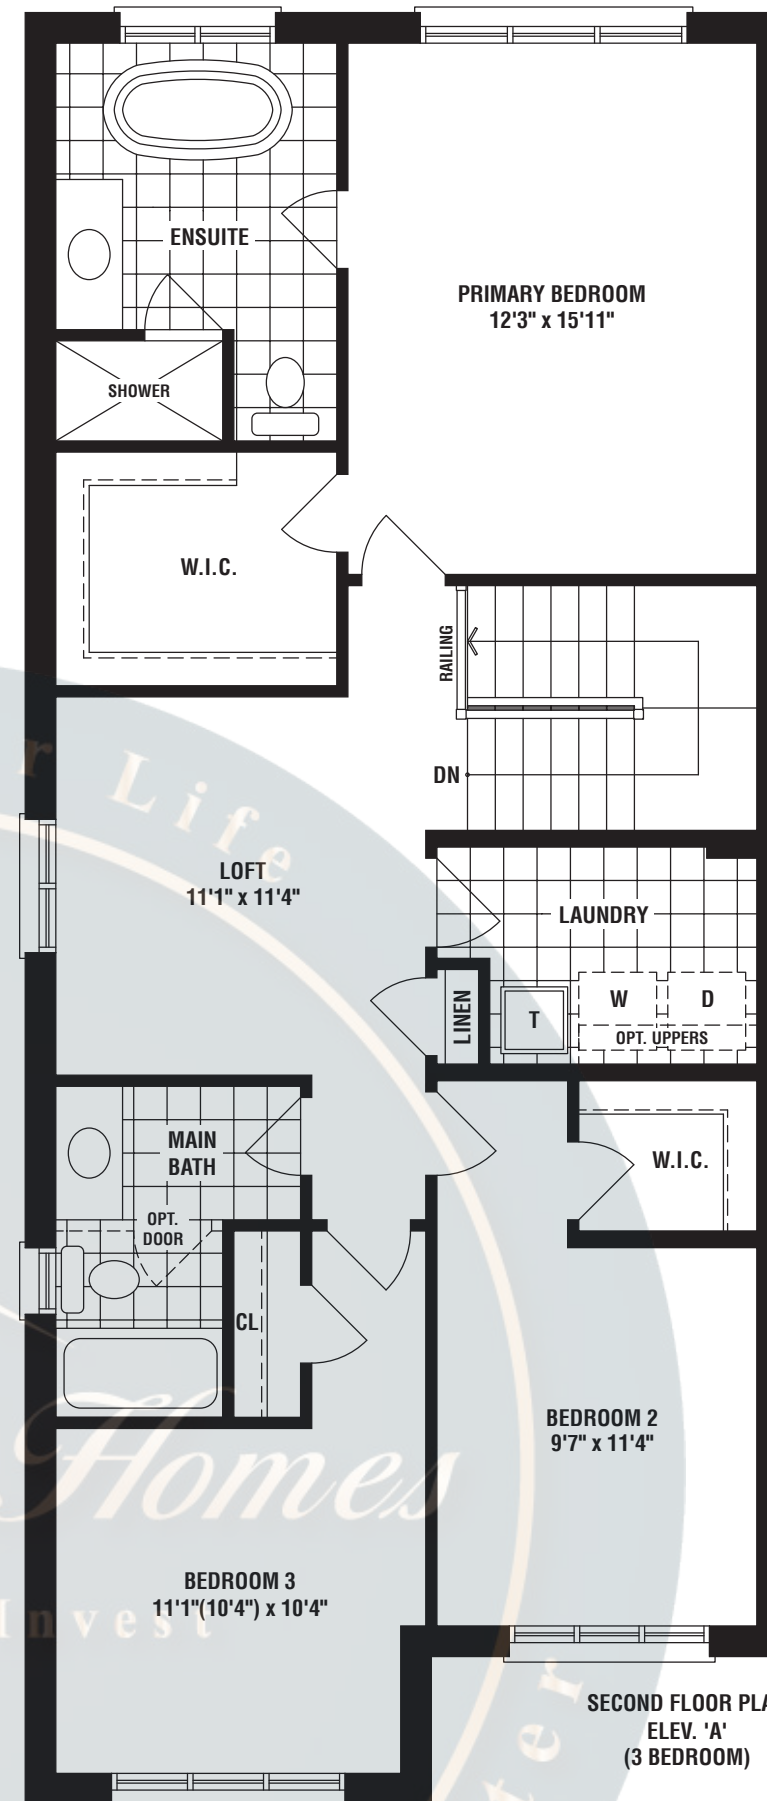 ENSUITE
PRIMARY BEDROOM
12'3" x 15'11"
SHOWER
W.I.C.
RAILING
DN
r Life
LOFT
11'1" x 11'4"
LAUNDRY
LINEN
T
W
D
OPT. UPPERS
MAIN
BATH
W.I.C.
OPT.
DOOR
CL
BEDROOM 2
9'7" x 11'4"
Homes
BEDROOM 3
11'1"(10'4") x 10'4"
Invest
ter
SECOND FLOOR PLA
ELEV. 'A'
(3 BEDROOM)